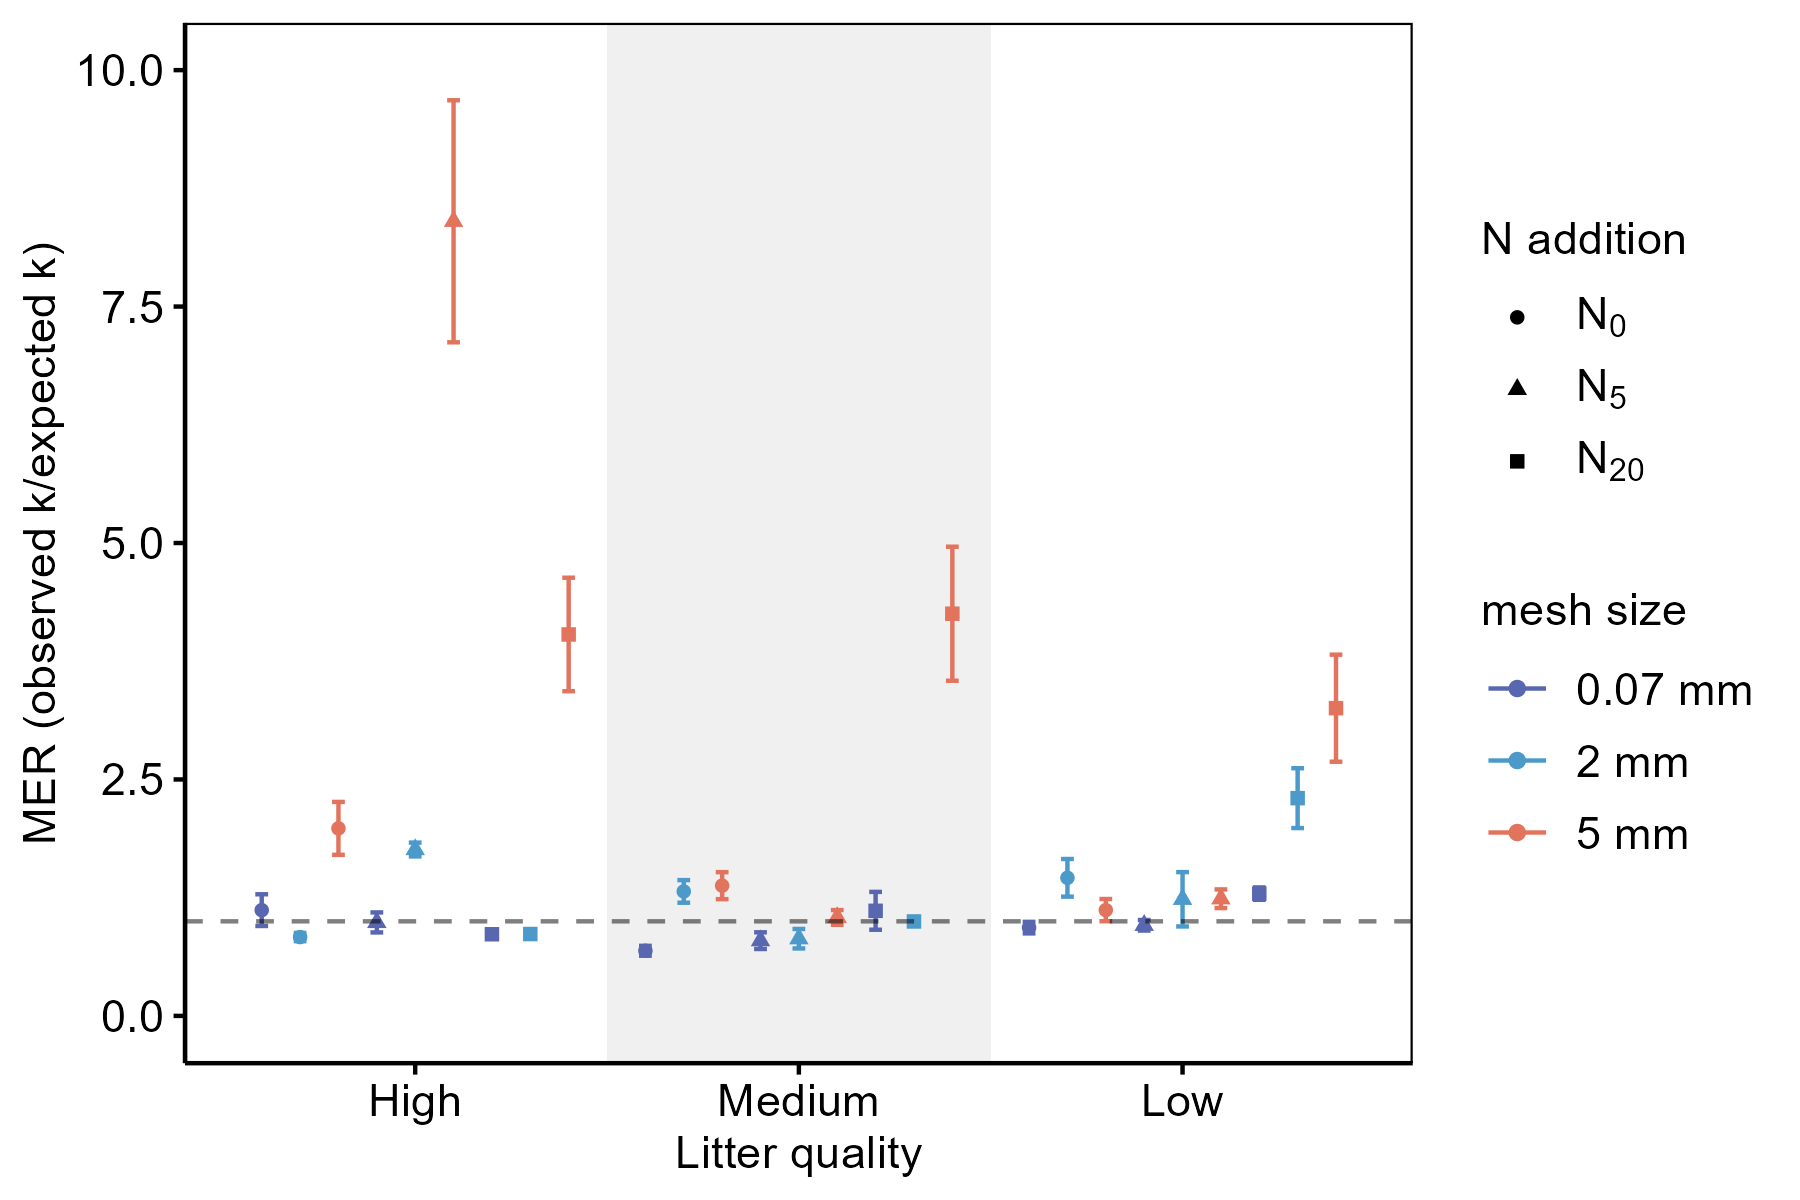 MER (observed k/expected k)
10.0
7.5
5.0
2.5
0.0
High
Medium
Low
Litter quality
N addition
N₀
N₅
N₂₀
mesh size
0.07 mm
2 mm
5 mm